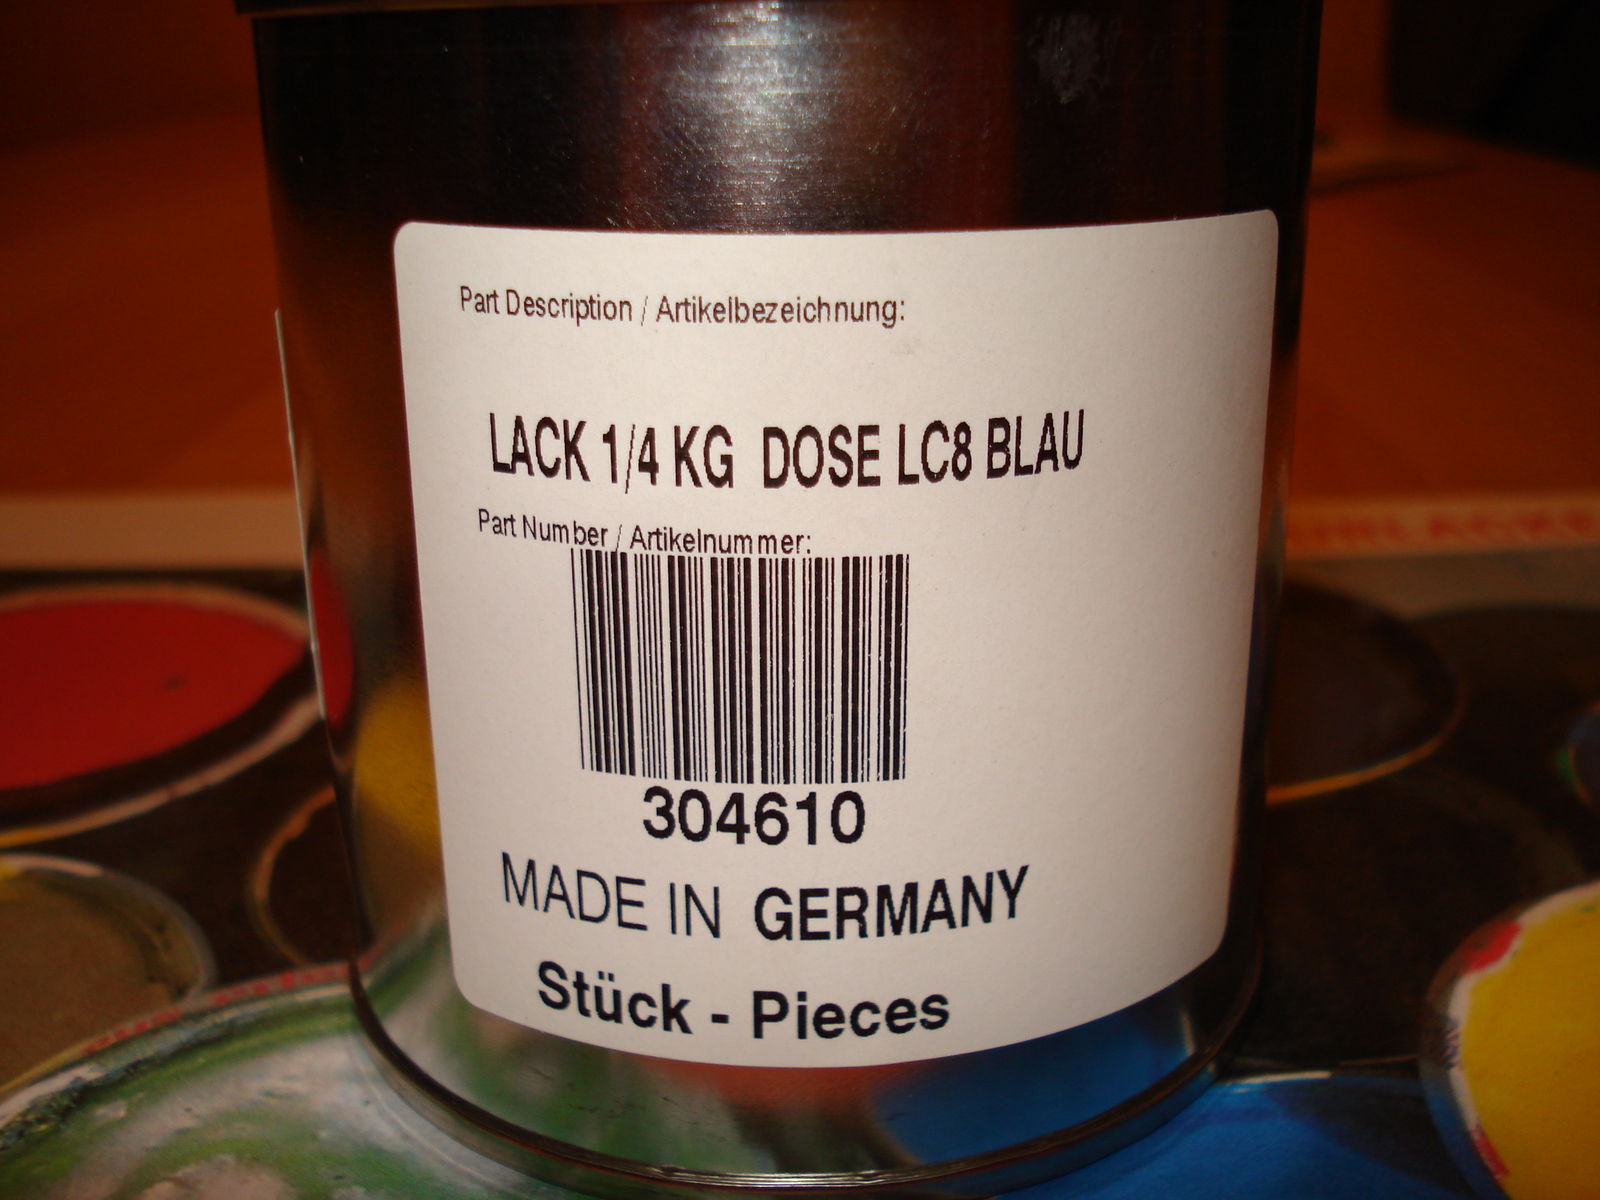 Part Description / Artikelbezeichnung:
LACK 1/4 KG DOSE LC8 BLAU
Part Number / Artikelnummer:
304610
MADE IN GERMANY
Stück - Pieces